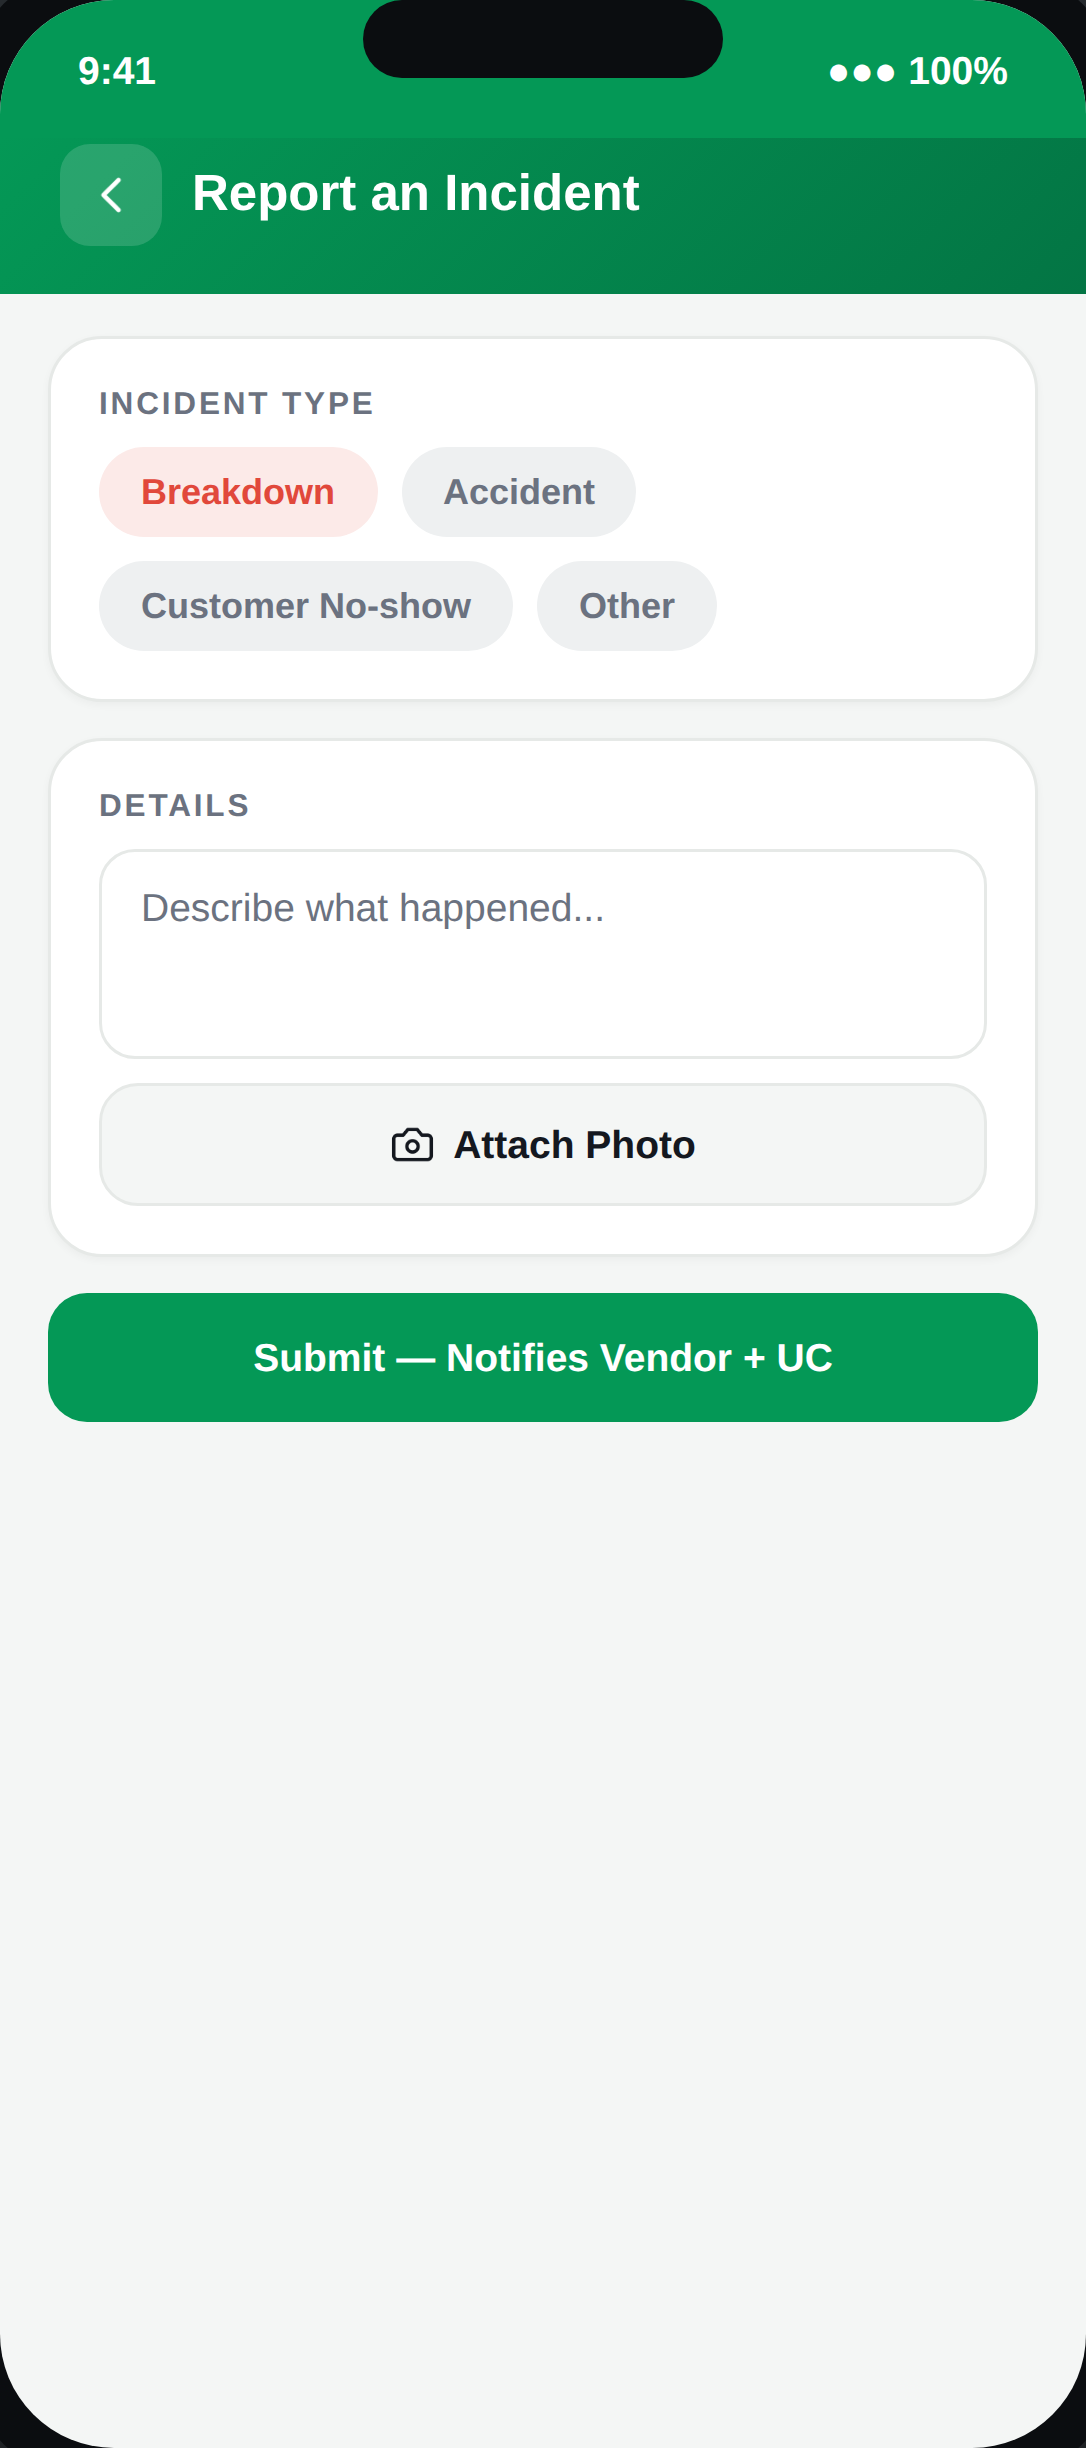 9:41
●●● 100%
Report an Incident
INCIDENT TYPE
Breakdown
Accident
Customer No-show
Other
DETAILS
Describe what happened...
Attach Photo
Submit — Notifies Vendor + UC